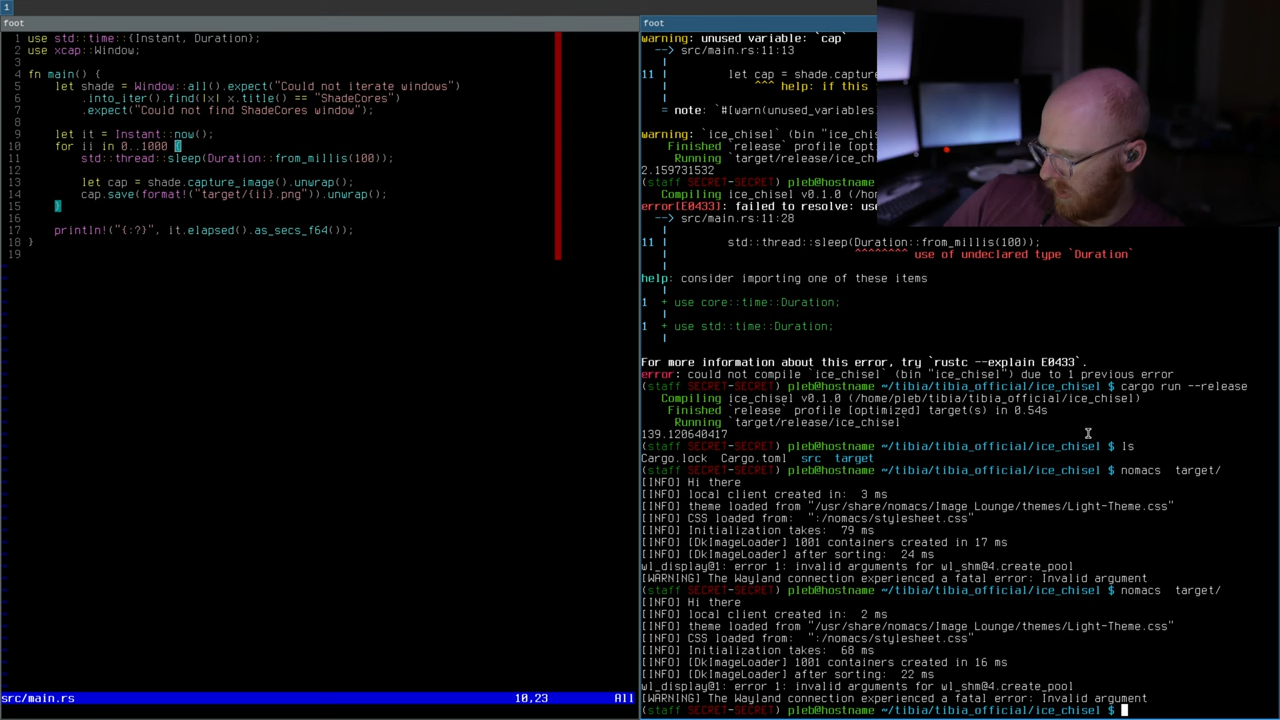 1
foot
1 use std::time::{Instant, Duration};
2 use xcap::Window;
3
4 fn main() {
5     let shade = Window::all().expect("Could not iterate windows")
6         .into_iter().find(|x| x.title() == "ShadeCores")
7         .expect("Could not find ShadeCores window");
8
9     let it = Instant::now();
10     for ii in 0..1000 {
11         std::thread::sleep(Duration::from_millis(100));
12
13         let cap = shade.capture_image().unwrap();
14         cap.save(format!("target/{ii}.png")).unwrap();
15     }
16
17     println!("{:?}", it.elapsed().as_secs_f64());
18 }
19
src/main.rs 10,23 All
foot
warning: unused variable: `cap`
--> src/main.rs:11:13
|
11 |         let cap = shade.capture
|             ^^^ help: if this
|
= note: `#[warn(unused_variables
warning: `ice_chisel` (bin "ice_chisel"
Finished `release` profile [optimized
Running `target/release/ice_chisel`
2.159731532
(staff SECRET-SECRET) pleb@hostname
Compiling ice_chisel v0.1.0 (/ho
error[E0433]: failed to resolve: use
--> src/main.rs:11:28
|
11 |         std::thread::sleep(Duration::from_millis(100));
|                            ^^^^^^^^ use of undeclared type `Duration`
|
help: consider importing one of these items
|
1 + use core::time::Duration;
|
1 + use std::time::Duration;
|
For more information about this error, try `rustc --explain E0433`.
error: could not compile `ice_chisel` (bin "ice_chisel") due to 1 previous error
(staff SECRET-SECRET) pleb@hostname ~/tibia/tibia_official/ice_chisel $ cargo run --release
Compiling ice_chisel v0.1.0 (/home/pleb/tibia/tibia_official/ice_chisel)
Finished `release` profile [optimized] target(s) in 0.54s
Running `target/release/ice_chisel`
139.120640417
(staff SECRET-SECRET) pleb@hostname ~/tibia/tibia_official/ice_chisel $ ls
Cargo.lock  Cargo.toml  src  target
(staff SECRET-SECRET) pleb@hostname ~/tibia/tibia_official/ice_chisel $ nomacs  target/
[INFO] Hi there
[INFO] local client created in:  3 ms
[INFO] theme loaded from "/usr/share/nomacs/Image Lounge/themes/Light-Theme.css"
[INFO] CSS loaded from:  ":/nomacs/stylesheet.css"
[INFO] Initialization takes:  79 ms
[INFO] [DkImageLoader] 1001 containers created in 17 ms
[INFO] [DkImageLoader] after sorting:  24 ms
wl_display@1: error 1: invalid arguments for wl_shm@4.create_pool
[WARNING] The Wayland connection experienced a fatal error: Invalid argument
(staff SECRET-SECRET) pleb@hostname ~/tibia/tibia_official/ice_chisel $ nomacs  target/
[INFO] Hi there
[INFO] local client created in:  2 ms
[INFO] theme loaded from "/usr/share/nomacs/Image Lounge/themes/Light-Theme.css"
[INFO] CSS loaded from:  ":/nomacs/stylesheet.css"
[INFO] Initialization takes:  68 ms
[INFO] [DkImageLoader] 1001 containers created in 16 ms
[INFO] [DkImageLoader] after sorting:  22 ms
wl_display@1: error 1: invalid arguments for wl_shm@4.create_pool
[WARNING] The Wayland connection experienced a fatal error: Invalid argument
(staff SECRET-SECRET) pleb@hostname ~/tibia/tibia_official/ice_chisel $